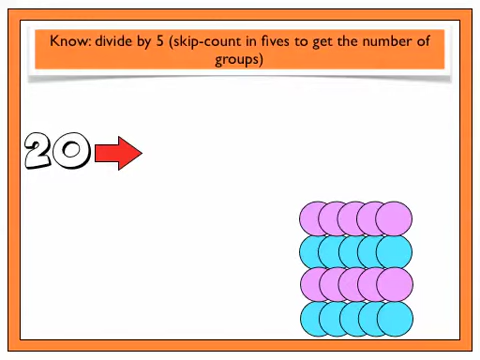 Know: divide by 5 (skip-count in fives to get the number of
groups)
20